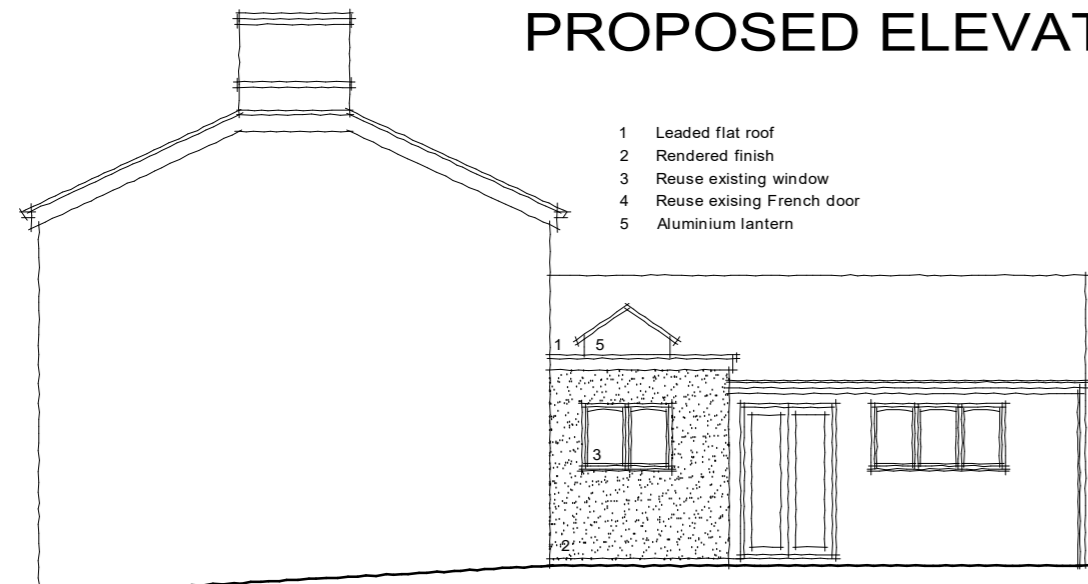 PROPOSED ELEVAT
1 Leaded flat roof
2 Rendered finish
3 Reuse existing window
4 Reuse exising French door
5 Aluminium lantern
1 5
3
2